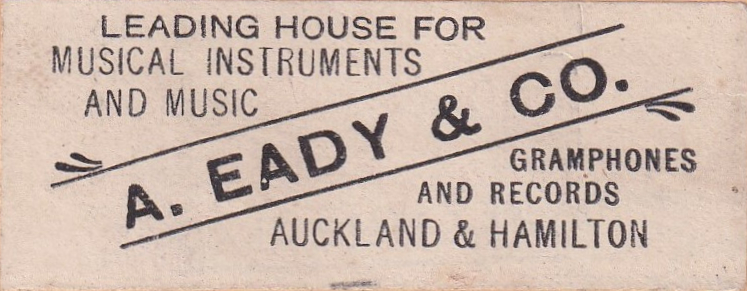 LEADING HOUSE FOR
MUSICAL INSTRUMENTS
AND MUSIC
A. EADY & CO.
GRAMPHONES
AND RECORDS
AUCKLAND & HAMILTON